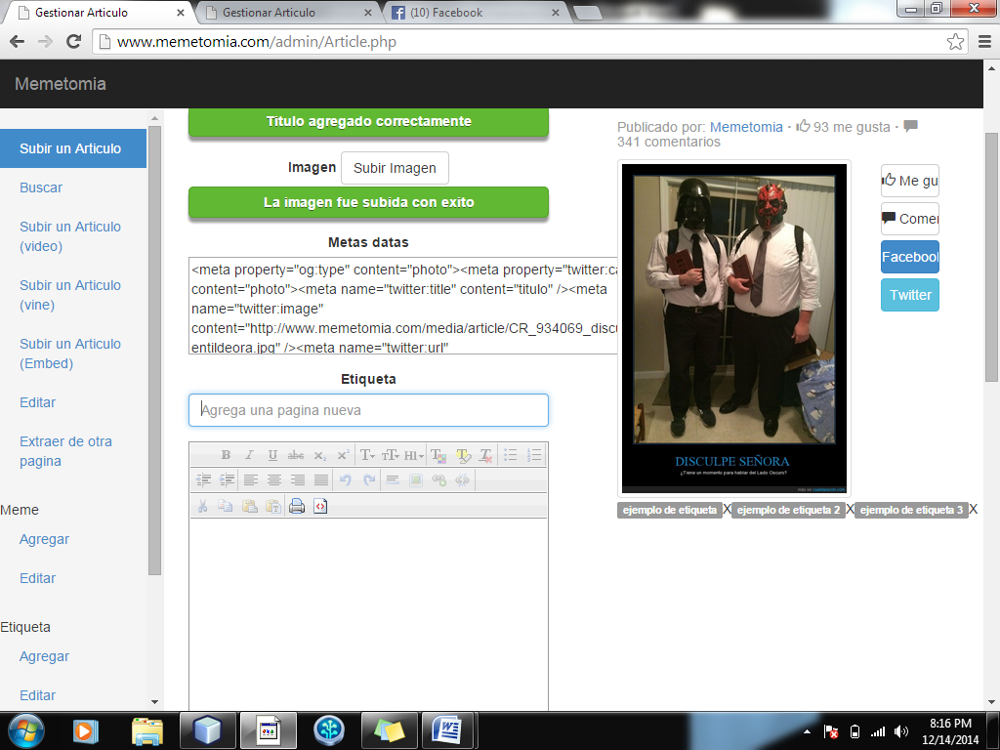 Gestionar Articulo
Gestionar Articulo
(10) Facebook
www.memetomia.com/admin/Article.php
Memetomia
Subir un Articulo
Buscar
Subir un Articulo
(video)
Subir un Articulo
(vine)
Subir un Articulo
(Embed)
Editar
Extraer de otra
pagina
Meme
Agregar
Editar
Etiqueta
Agregar
Editar
Titulo agregado correctamente
Imagen Subir Imagen
La imagen fue subida con exito
Metas datas
<meta property="og:type" content="photo"><meta property="twitter:ca
content="photo"><meta name="twitter:title" content="titulo" /><meta
name="twitter:image"
content="http://www.memetomia.com/media/article/CR_934069_discu
entildeora.jpg" /><meta name="twitter:url"
Etiqueta
Agrega una pagina nueva
Publicado por: Memetomia · 93 me gusta ·
341 comentarios
Me gu
Comen
Facebook
Twitter
DISCULPE SEÑORA
¿Tiene un momento para hablar del Lado Oscuro?
ejemplo de etiqueta X ejemplo de etiqueta 2 X ejemplo de etiqueta 3 X
8:16 PM
12/14/2014